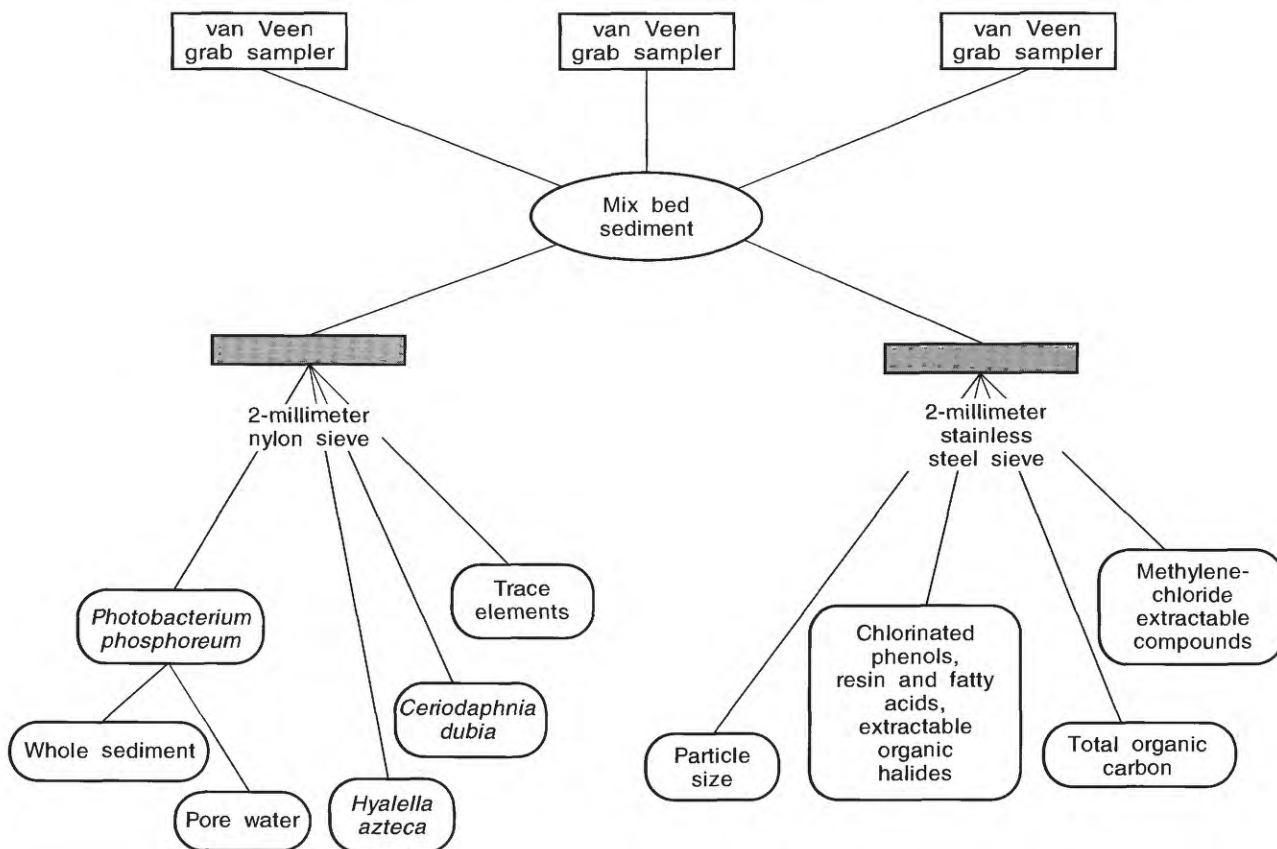 van Veen
grab sampler
van Veen
grab sampler
van Veen
grab sampler
Mix bed
sediment
2-millimeter
nylon sieve
2-millimeter
stainless
steel sieve
Photobacterium
phosphoreum
Whole sediment
Pore water
Hyalella
azteca
Ceriodaphnia
dubia
Trace
elements
Particle
size
Chlorinated
phenols,
resin and fatty
acids,
extractable
organic
halides
Total organic
carbon
Methylene-
chloride
extractable
compounds